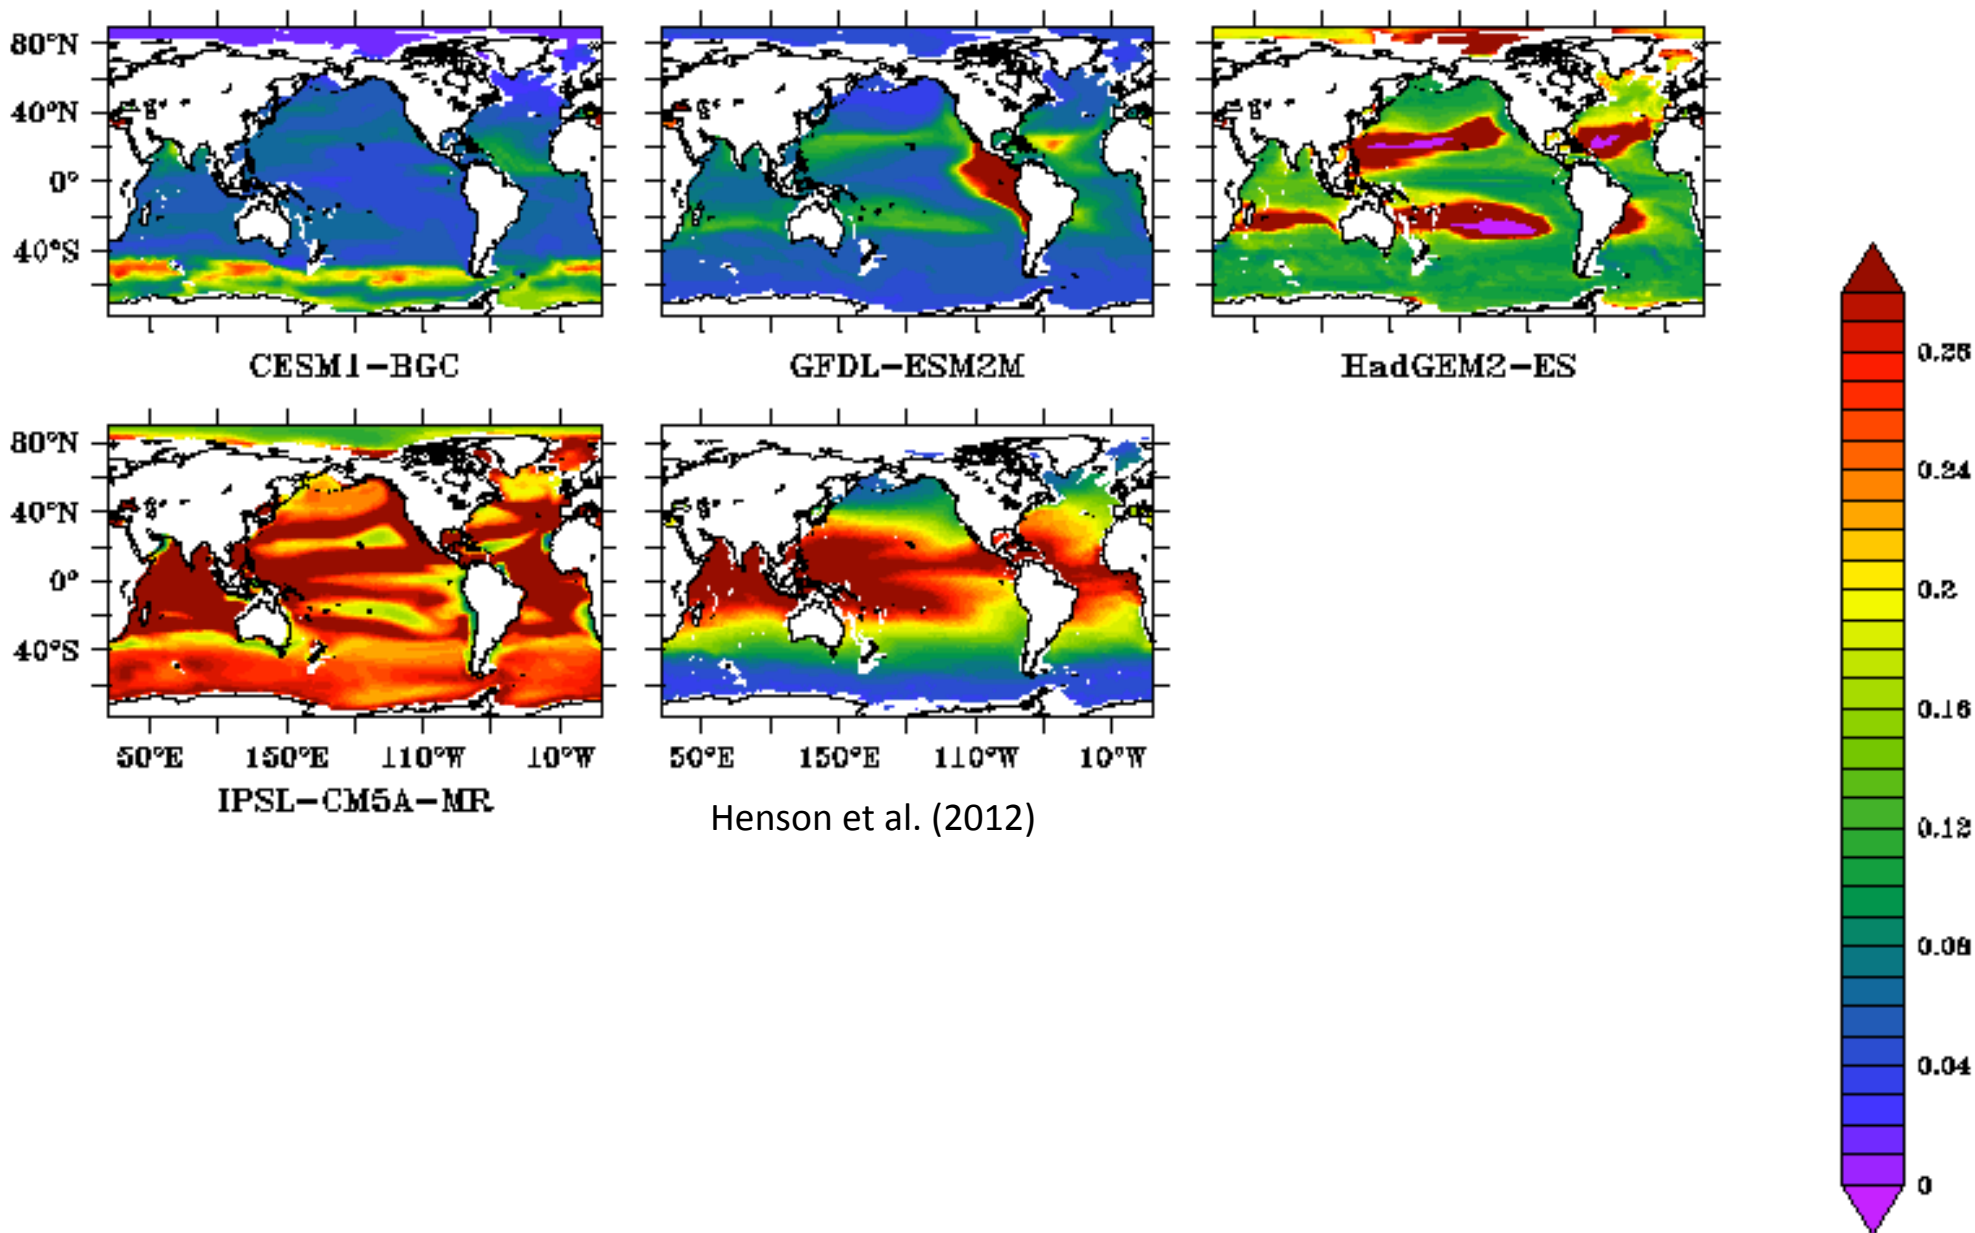 80°N
40°N
0°
40°S
CESM1-BGC
GFDL-ESM2M
HadGEM2-ES
80°N
40°N
0°
40°S
50°E 150°E 110°W 10°W
50°E 150°E 110°W 10°W
IPSL-CM5A-MR
Henson et al. (2012)
0.28
0.24
0.2
0.16
0.12
0.08
0.04
0